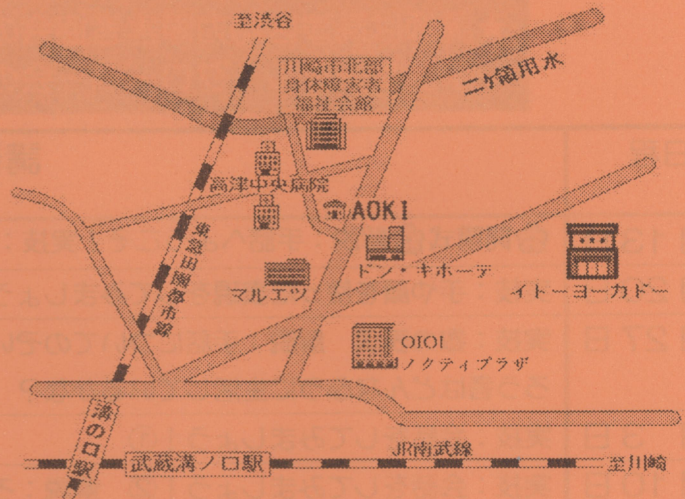 至渋谷
川崎市北部
身体障害者
福祉会館
二ケ領用水
高津中央病院
AOKI
東急田園都市線
ドン・キホーテ
マルエツ
イトーヨーカドー
OIOI
ノクティプラザ
溝の口駅
JR南武線
武蔵溝ノ口駅
至川崎